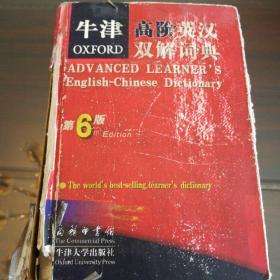 牛津 高阶英汉
OXFORD 双解词典
ADVANCED LEARNER'S
English-Chinese Dictionary
第6版
Edition
The world's best-selling learner's dictionary
商务印书馆
The Commercial Press
牛津大学出版社
Oxford University Press